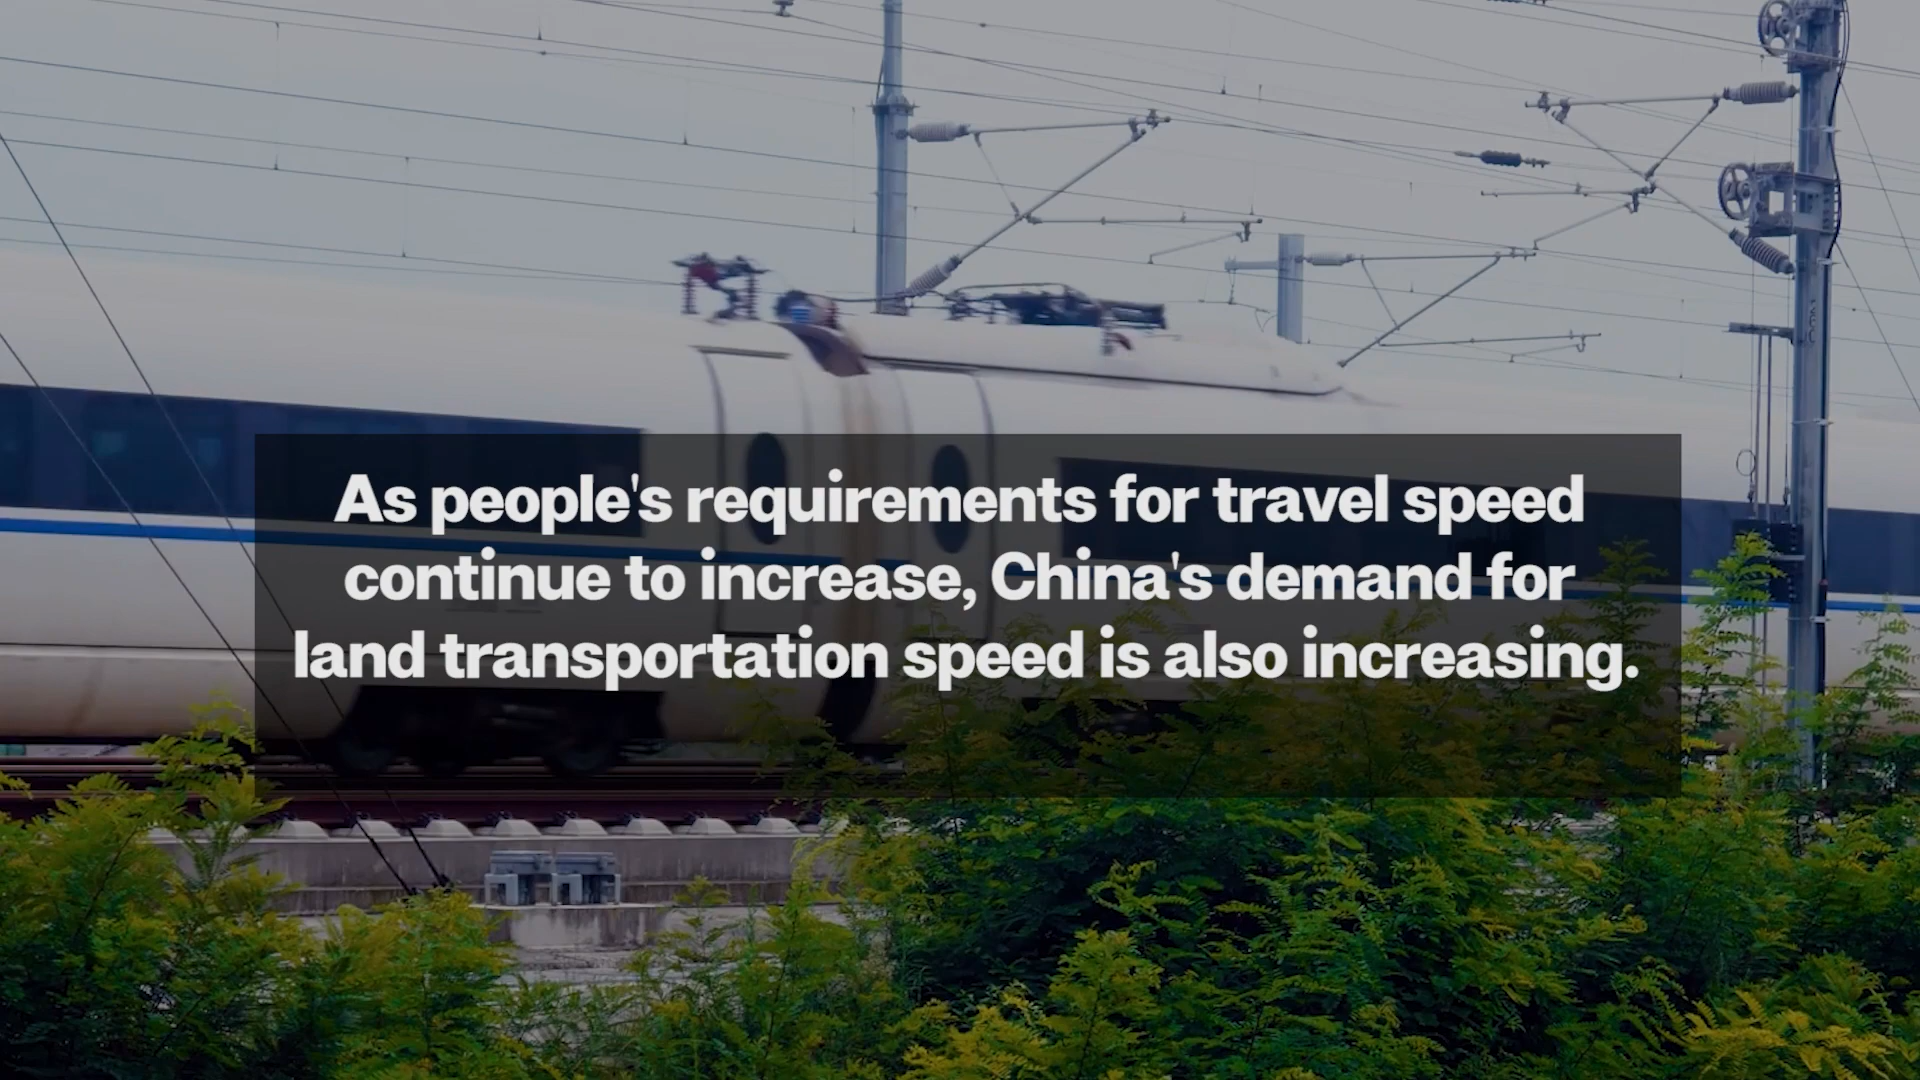 As people's requirements for travel speed
continue to increase, China's demand for
land transportation speed is also increasing.